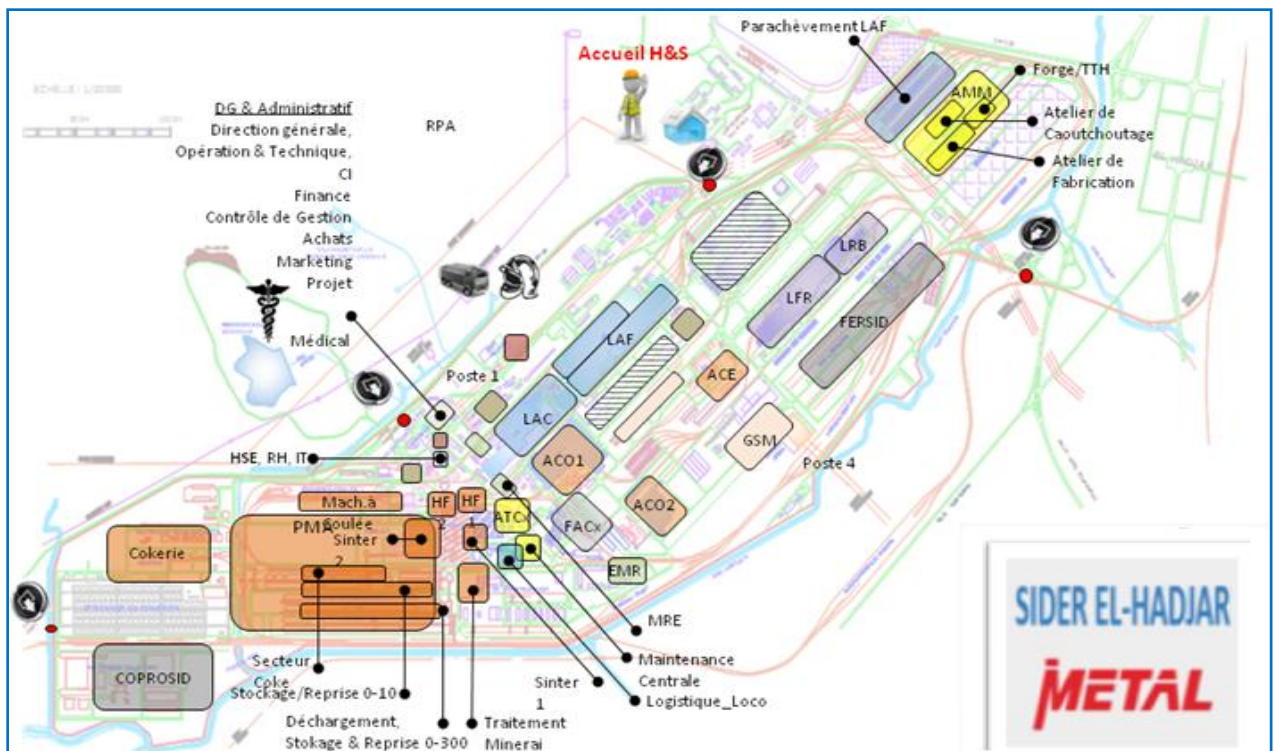 Parachèvement LAF
Accueil H&S
Forge/TTH
AMM
DG & Administratif
Direction générale,
Opération & Technique,
CI
Finance
Contrôle de Gestion
Achats
Marketing
Projet
RPA
Atelier de
Caoutchoutage
Atelier de
Fabrication
EL-HADJAR
LRB
LFR
FERSID
Médical
LAF
Poste 1
ACE
LAC
GSM
Poste 4
HSE, RH, IT
ACO1
Mach.à
Coulée
HF
2
HF
1
ATCx
FACx
ACO2
PMA
Sinter
2
Cokerie
EMR
MRE
COPROSID
Secteur
Coke
Maintenance
Centrale
Stockage/Reprise 0-10
Sinter
1
Logistique_Loco
Déchargement,
Stokage & Reprise 0-300
Traitement
Minerai
SIDER EL-HADJAR
iMETAL